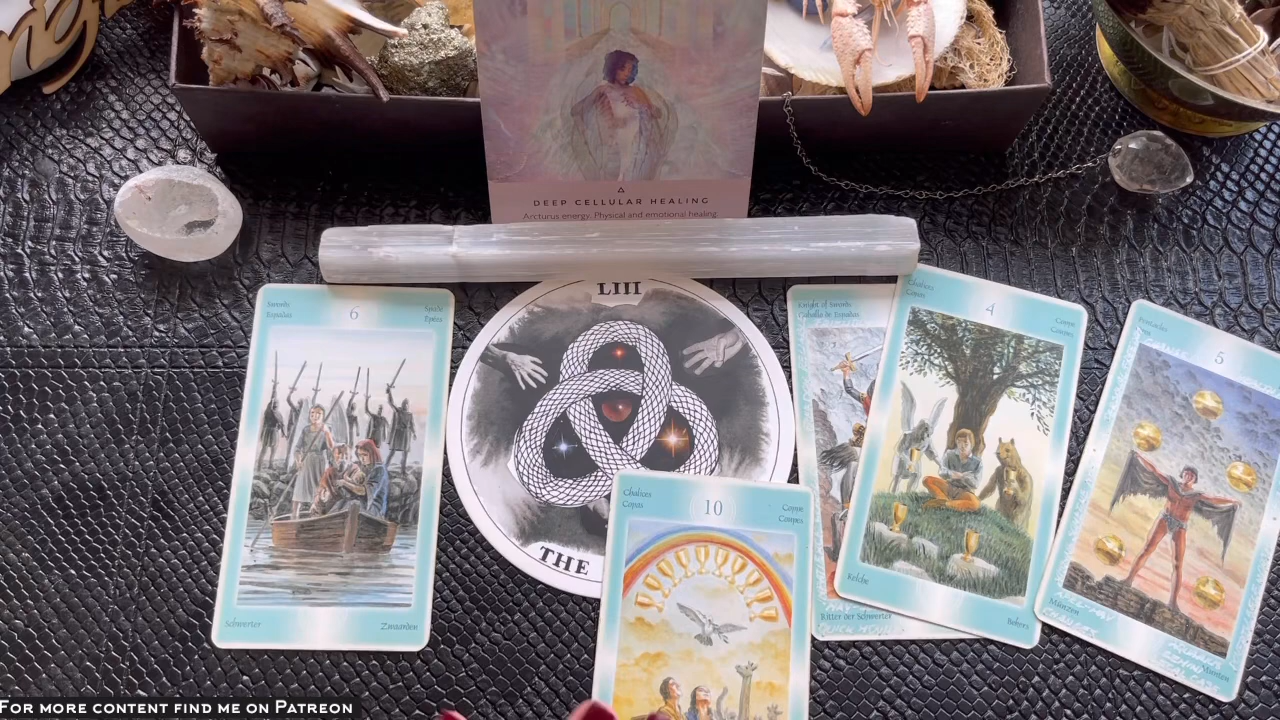 DEEP CELLULAR HEALING
Arcturus energy. Physical and emotional healing.
Swords
Espadas
6
Spade
Épées
Schwerter
Zwaarden
LIII
THE
Chalices
Copas
10
Coppe
Coupes
Knight of Swords
Caballo de Espadas
Ritter der Schwerter
Chalices
Copas
4
Coppe
Coupes
Kelche
Bekers
Pentacles
5
Münzen
Munten
For more content find me on Patreon